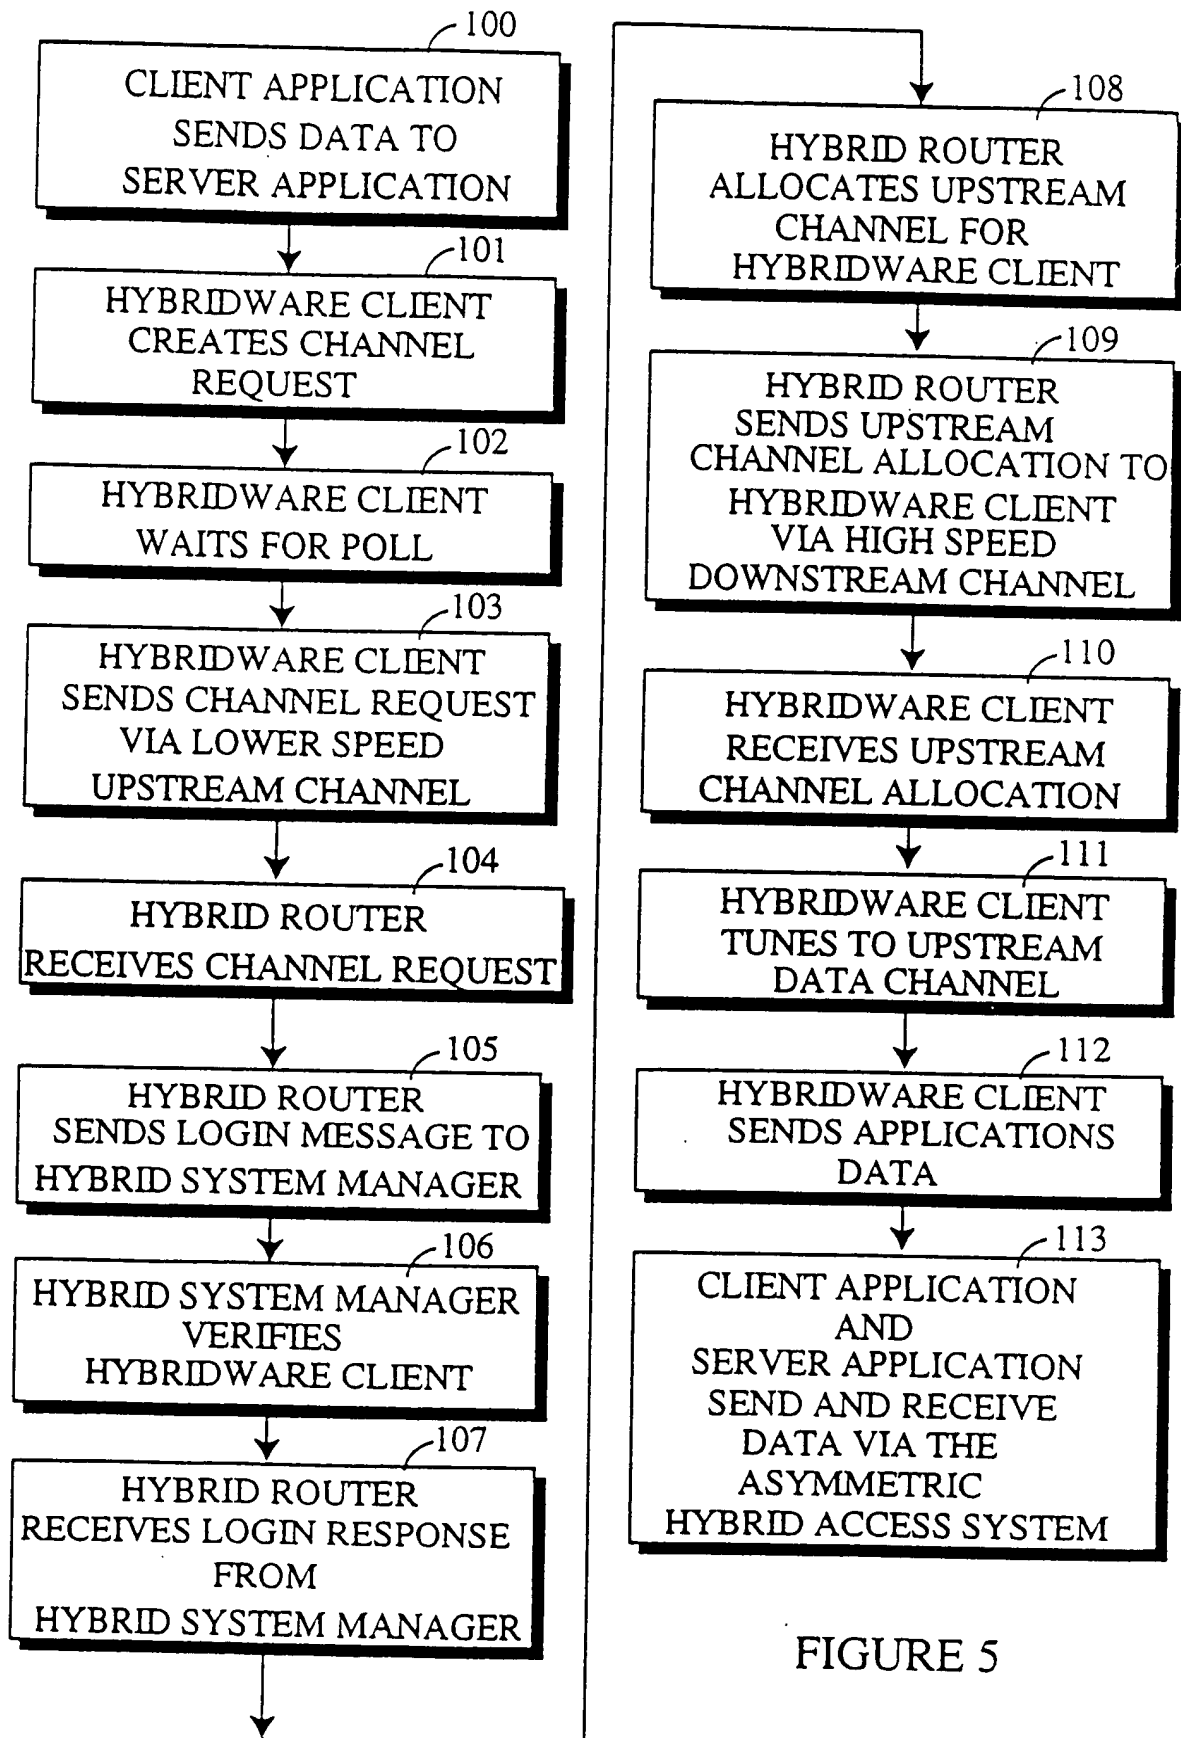 100
CLIENT APPLICATION
SENDS DATA TO
SERVER APPLICATION
101
HYBRIDWARE CLIENT
CREATES CHANNEL
REQUEST
102
HYBRIDWARE CLIENT
WAITS FOR POLL
103
HYBRIDWARE CLIENT
SENDS CHANNEL REQUEST
VIA LOWER SPEED
UPSTREAM CHANNEL
104
HYBRID ROUTER
RECEIVES CHANNEL REQUEST
105
HYBRID ROUTER
SENDS LOGIN MESSAGE TO
HYBRID SYSTEM MANAGER
106
HYBRID SYSTEM MANAGER
VERIFIES
HYBRIDWARE CLIENT
107
HYBRID ROUTER
RECEIVES LOGIN RESPONSE
FROM
HYBRID SYSTEM MANAGER
108
HYBRID ROUTER
ALLOCATES UPSTREAM
CHANNEL FOR
HYBRIDWARE CLIENT
109
HYBRID ROUTER
SENDS UPSTREAM
CHANNEL ALLOCATION TO
HYBRIDWARE CLIENT
VIA HIGH SPEED
DOWNSTREAM CHANNEL
110
HYBRIDWARE CLIENT
RECEIVES UPSTREAM
CHANNEL ALLOCATION
111
HYBRIDWARE CLIENT
TUNES TO UPSTREAM
DATA CHANNEL
112
HYBRIDWARE CLIENT
SENDS APPLICATIONS
DATA
113
CLIENT APPLICATION
AND
SERVER APPLICATION
SEND AND RECEIVE
DATA VIA THE
ASYMMETRIC
HYBRID ACCESS SYSTEM
FIGURE 5